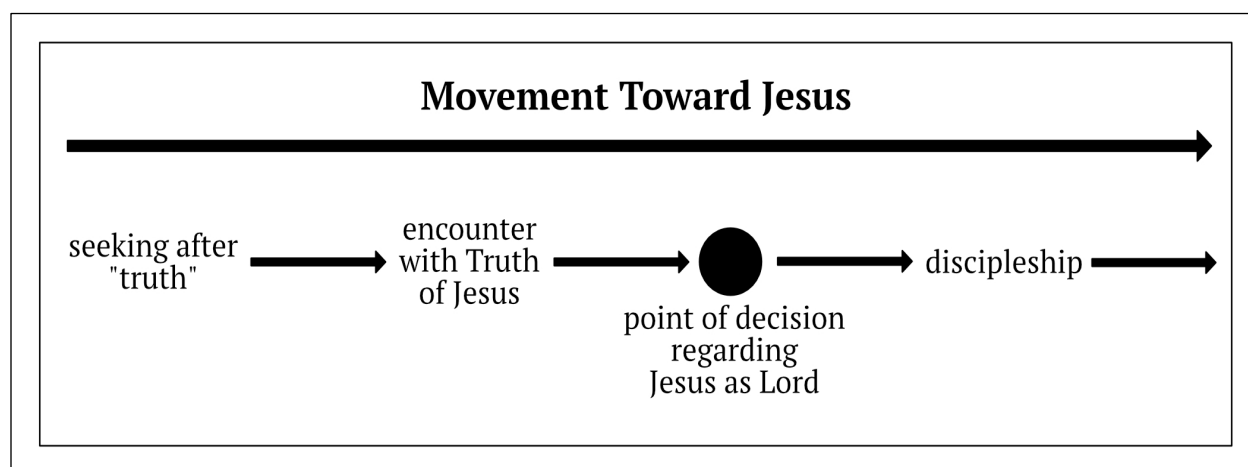 Movement Toward Jesus
seeking after
"truth"
encounter
with Truth
of Jesus
point of decision
regarding
Jesus as Lord
discipleship